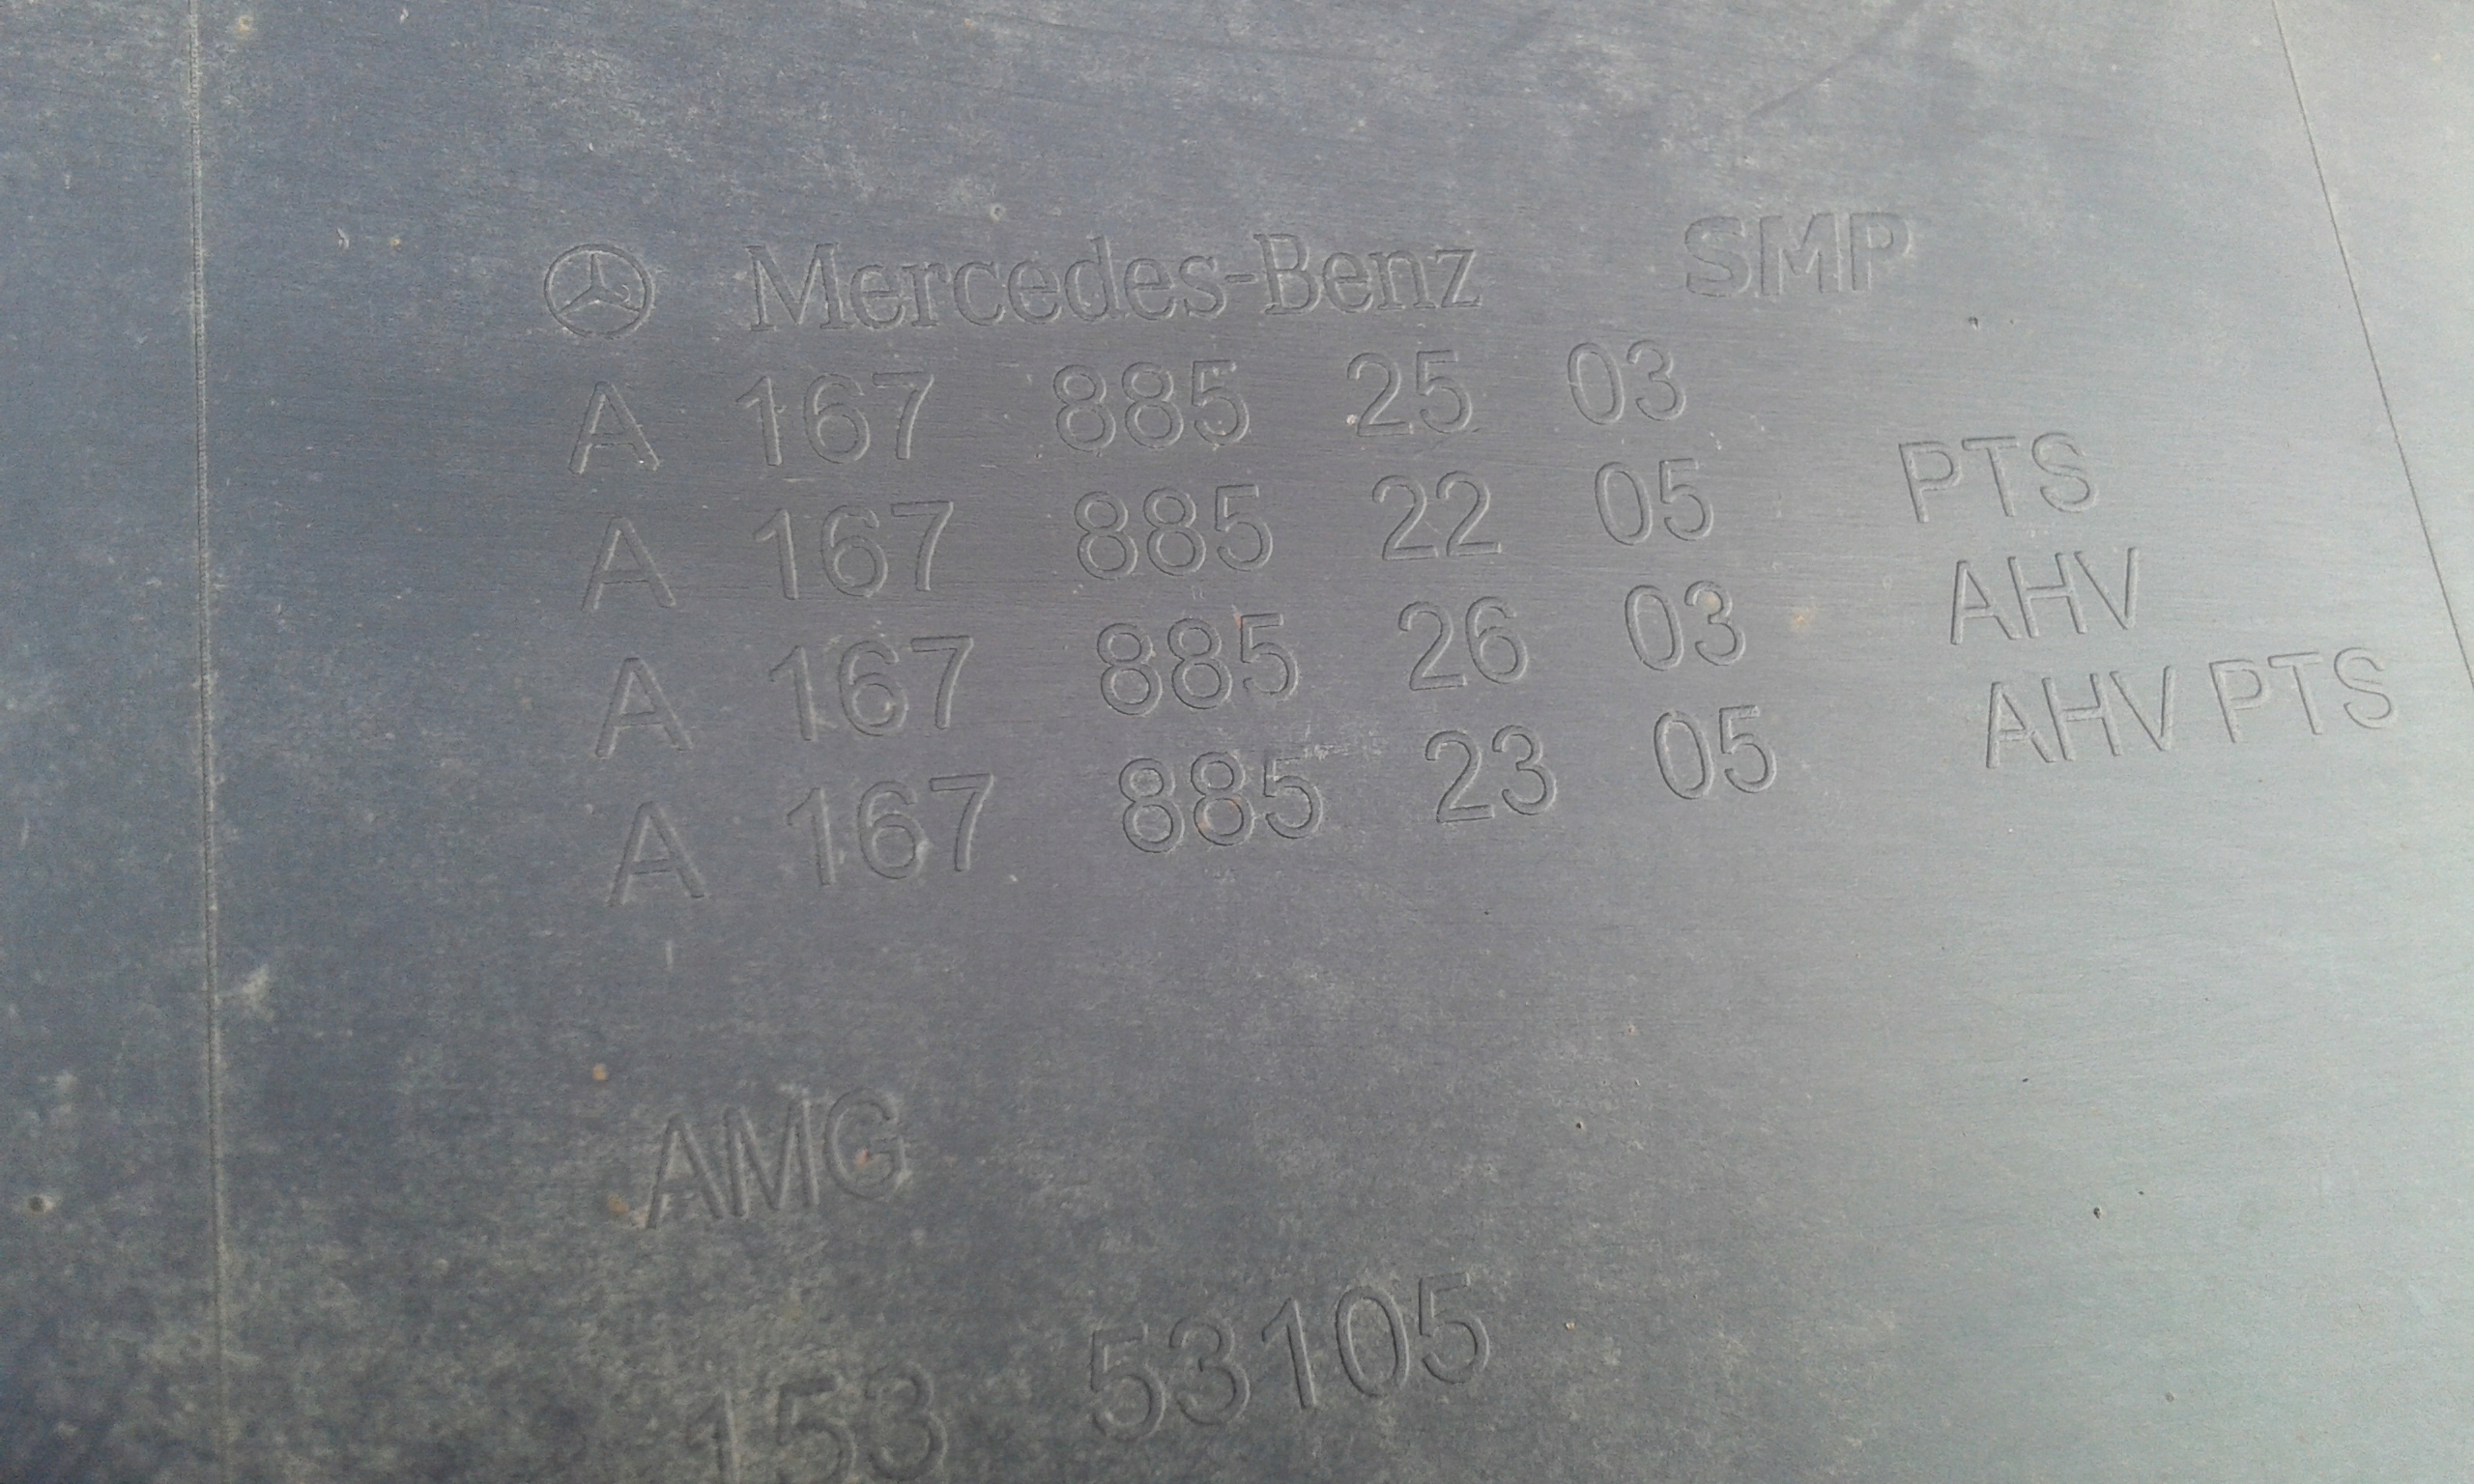 Mercedes-Benz SMP
A 167 885 25 03
A 167 885 22 05 PTS
A 167 885 26 03 AHV
A 167 885 23 05 AHV PTS
AMG
153 53105